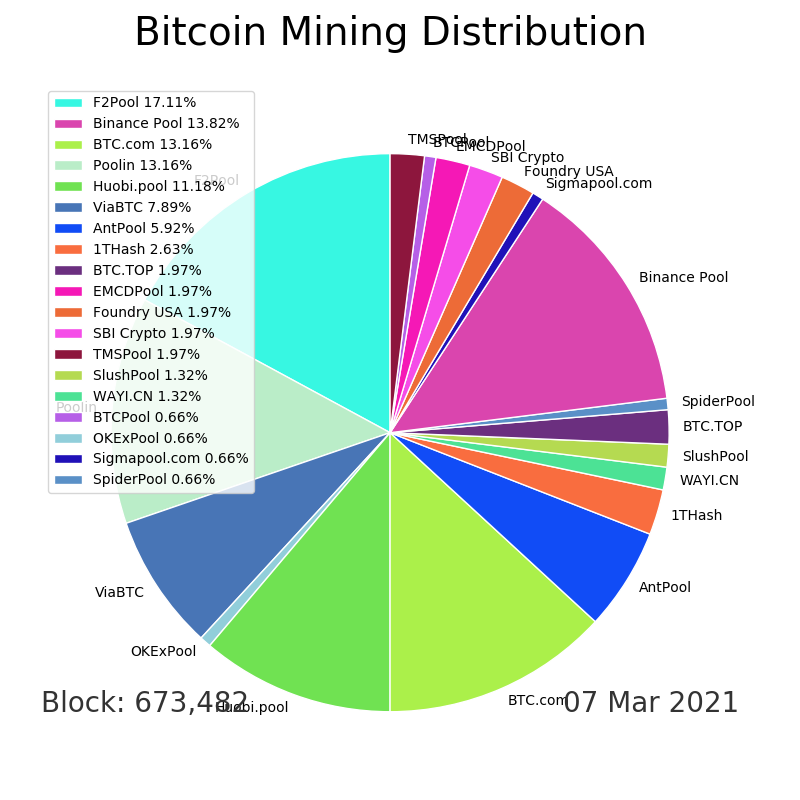 Bitcoin Mining Distribution
F2Pool 17.11%
Binance Pool 13.82%
BTC.com 13.16%
Poolin 13.16%
Huobi.pool 11.18%
ViaBTC 7.89%
AntPool 5.92%
1THash 2.63%
BTC.TOP 1.97%
EMCDPool 1.97%
Foundry USA 1.97%
SBI Crypto 1.97%
TMSPool 1.97%
SlushPool 1.32%
WAYI.CN 1.32%
BTCPool 0.66%
OKExPool 0.66%
Sigmapool.com 0.66%
SpiderPool 0.66%
TMSPool
BTCPool
EMCDPool
SBI Crypto
Foundry USA
Sigmapool.com
F2Pool
Binance Pool
SpiderPool
Poolin
BTC.TOP
SlushPool
WAYI.CN
1THash
AntPool
ViaBTC
OKExPool
BTC.com
Huobi.pool
Block: 673,482
07 Mar 2021